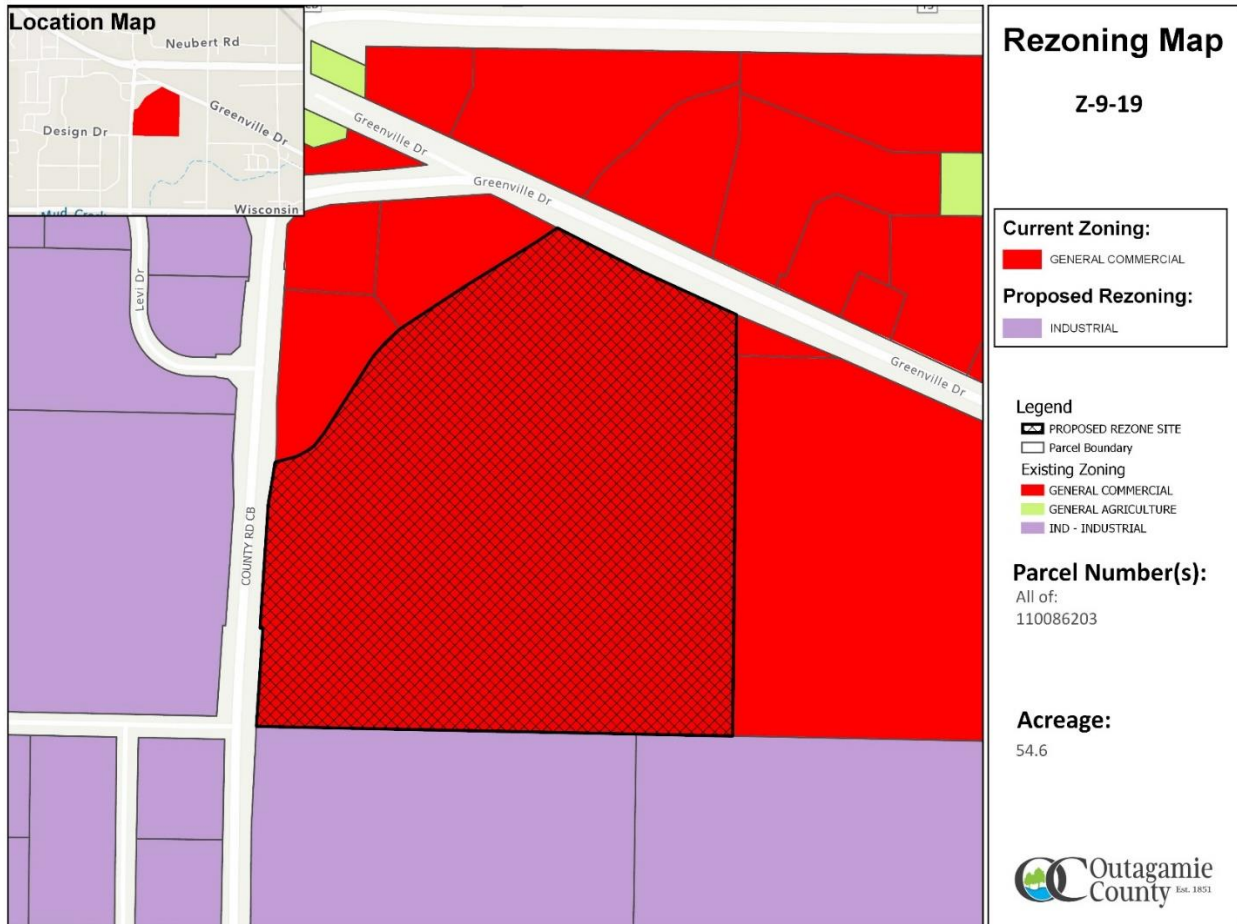 Location Map
Neubert Rd
Greenville Dr
Design Dr
Wisconsin
Greenville Dr
Greenville Dr
Greenville Dr
Levi Dr
COUNTY RD CB
Rezoning Map
Z-9-19
Current Zoning:
GENERAL COMMERCIAL
Proposed Rezoning:
INDUSTRIAL
Legend
PROPOSED REZONE SITE
Parcel Boundary
Existing Zoning
GENERAL COMMERCIAL
GENERAL AGRICULTURE
IND - INDUSTRIAL
Parcel Number(s):
All of:
110086203
Acreage:
54.6
OC Outagamie
County Est. 1851